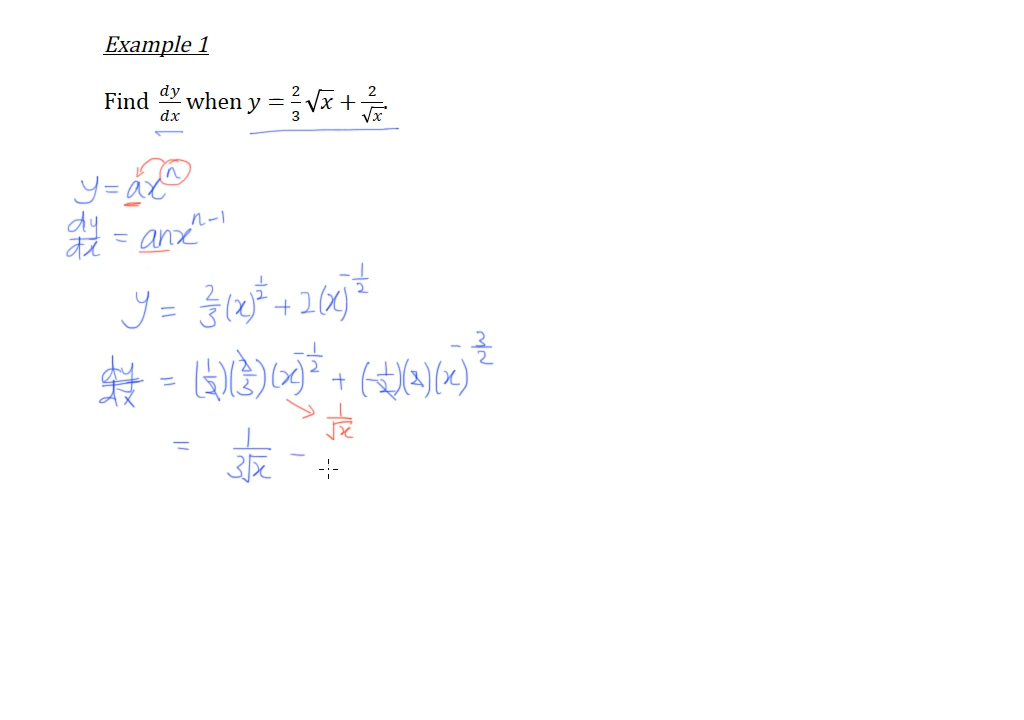 Example 1
Find dy/dx when y = 2/3 √x + 2/√x.
y = ax^n
dy/dx = anx^(n-1)
y = 2/3 (x)^(1/2) + 2(x)^(-1/2)
dy/dx = (1/2)(2/3)(x)^(-1/2) + (-1/2)(2)(x)^(-3/2)
1/√x
= 1/(3√x) -